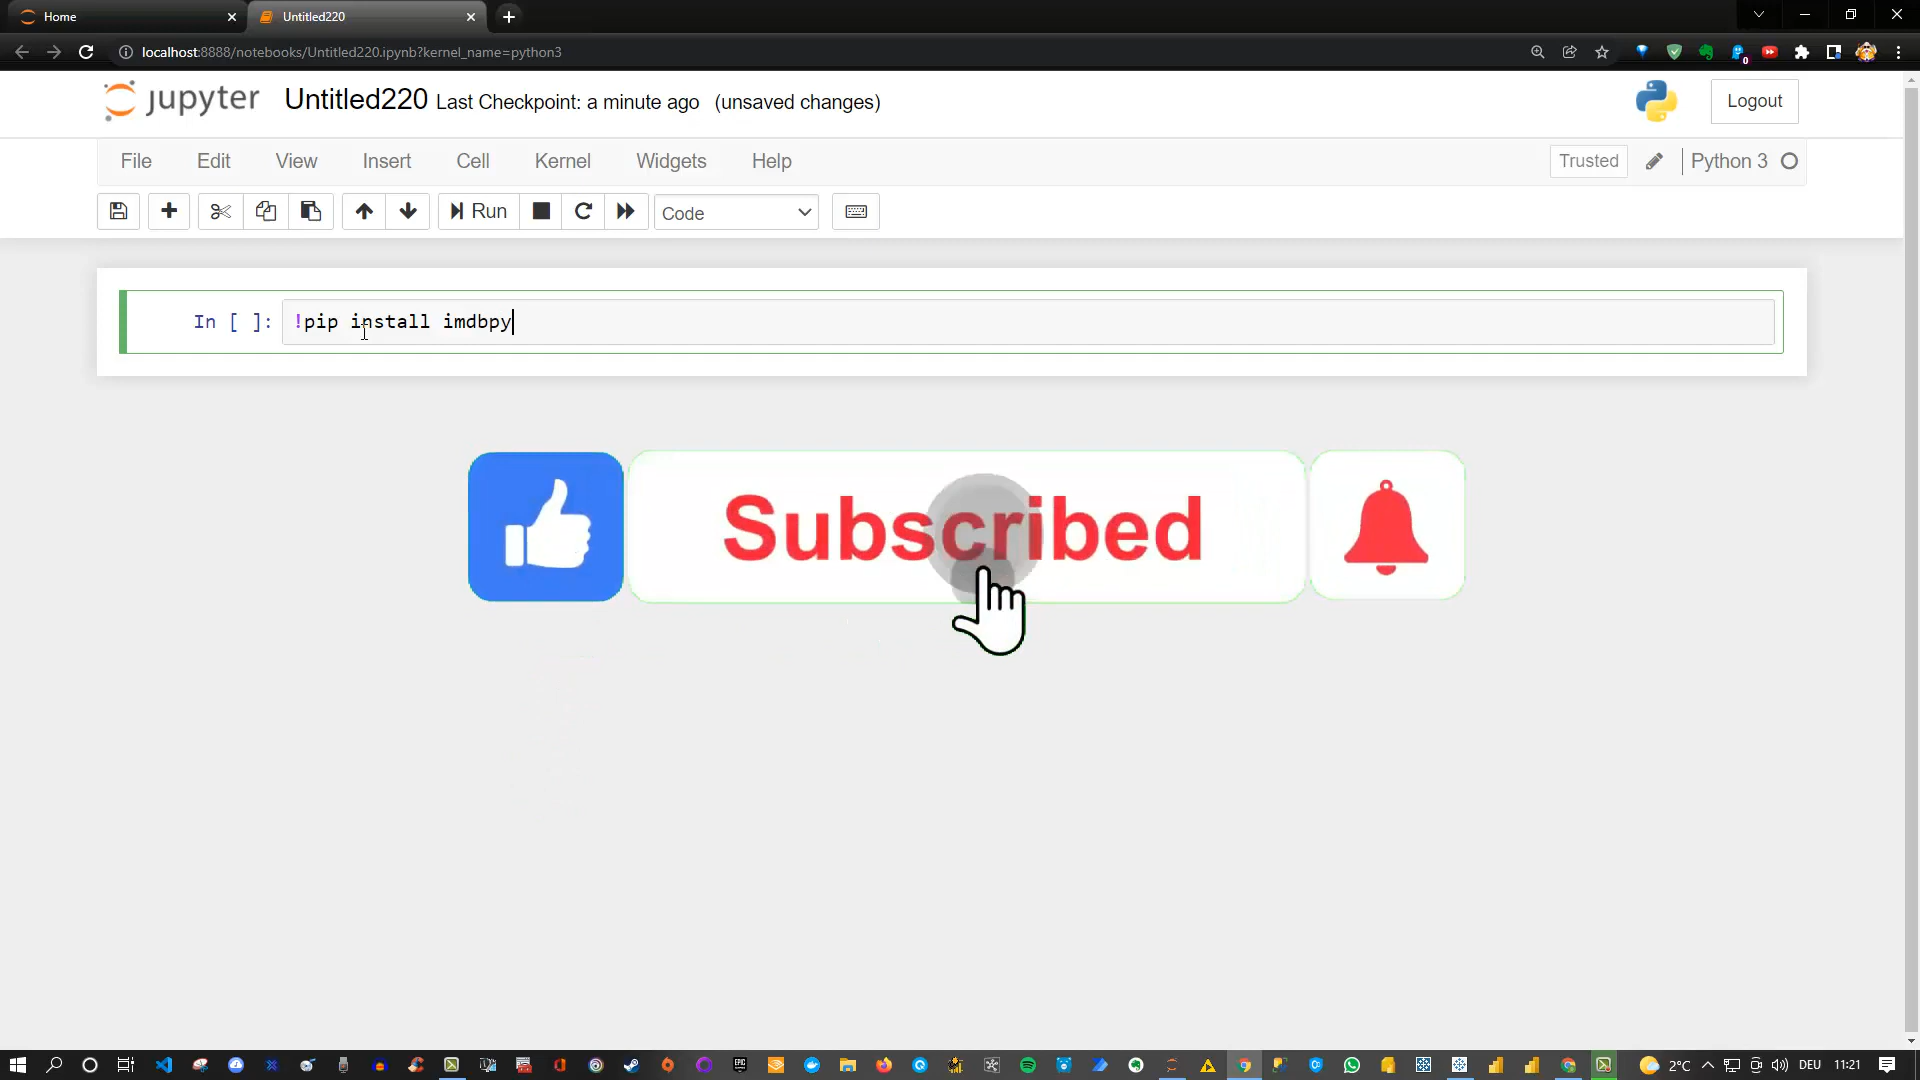 Home
Untitled220
localhost:8888/notebooks/Untitled220.ipynb?kernel_name=python3
0
jupyter Untitled220 Last Checkpoint: a minute ago (unsaved changes)
Logout
File Edit View Insert Cell Kernel Widgets Help
Trusted
Python 3
Run
Code
In [ ]: !pip install imdbpy
Subscribed
2°C
DEU
11:21